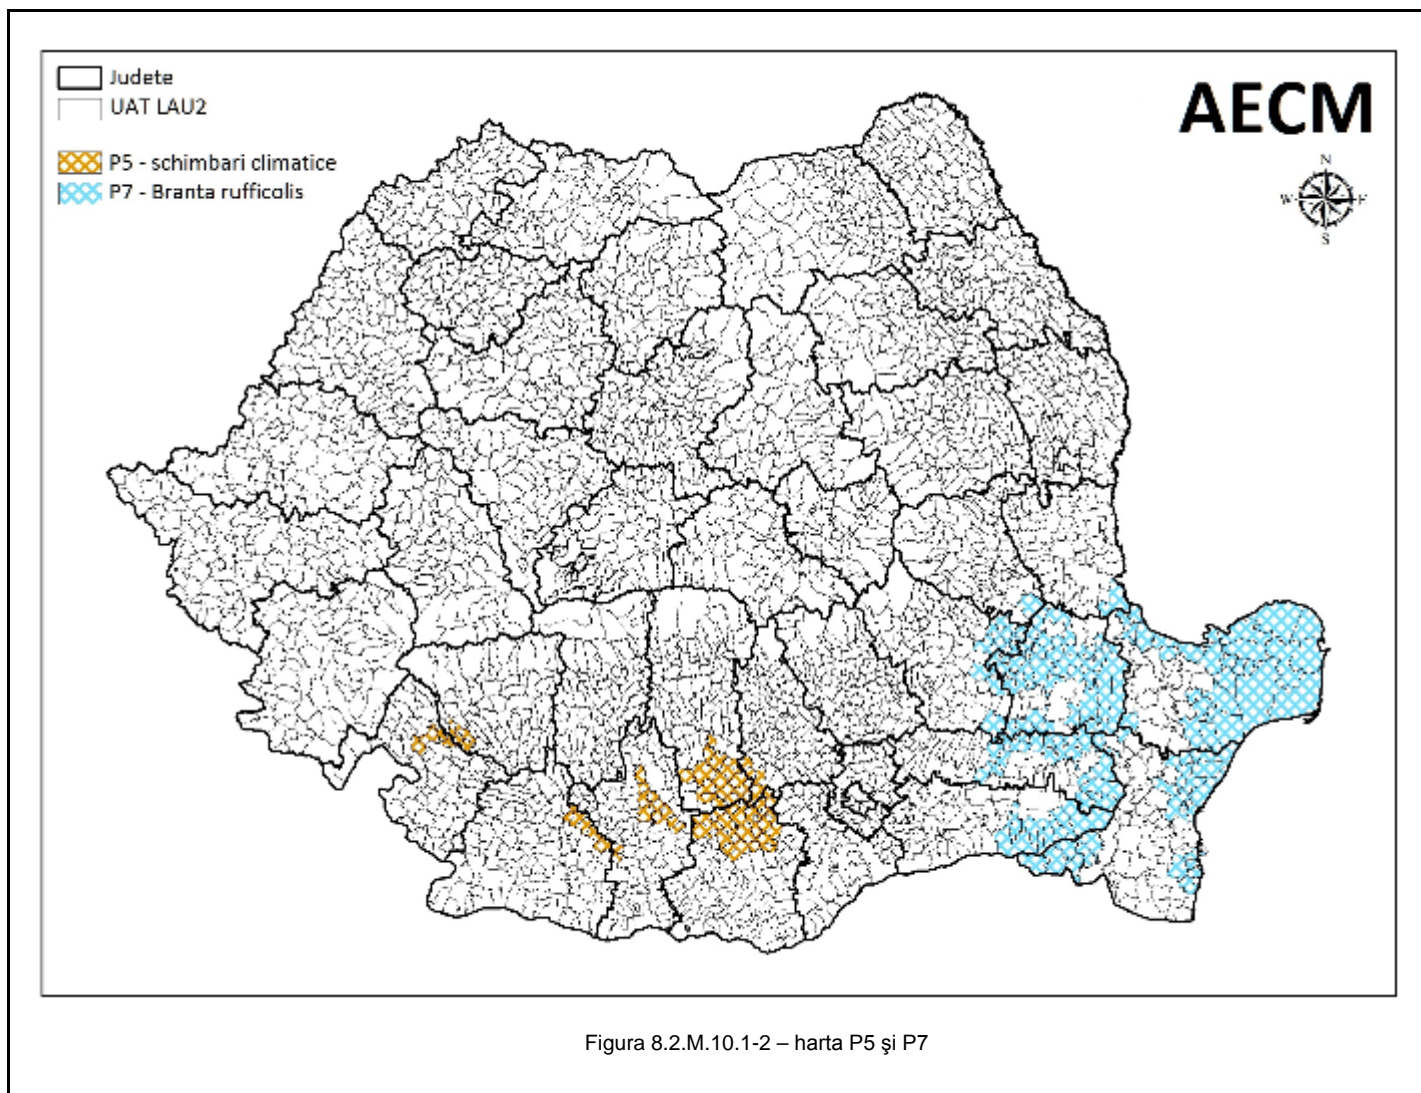 Judete
UAT LAU2
P5 - schimbari climatice
P7 - Branta rufficolis
AECM
N
W E
S
Figura 8.2.M.10.1-2 – harta P5 şi P7